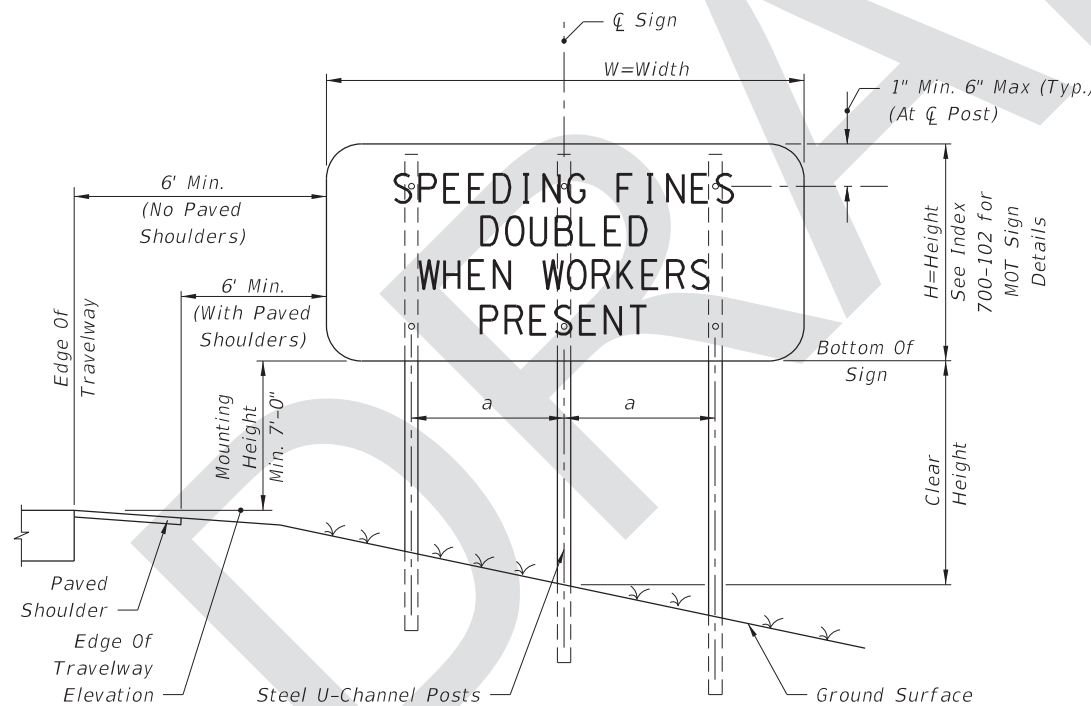 ℄ Sign
W=Width
1" Min. 6" Max (Typ.)
(At ℄ Post)
6' Min.
(No Paved
Shoulders)
SPEEDING FINES
DOUBLED
WHEN WORKERS
PRESENT
H=Height
See Index
700-102 for
MOT Sign
Details
6' Min.
(With Paved
Shoulders)
Edge Of
Travelway
Bottom Of
Sign
Mounting
Height
Min. 7'-0"
a
a
Clear
Height
Paved
Shoulder
Edge Of
Travelway
Elevation
Steel U-Channel Posts
Ground Surface
DRA